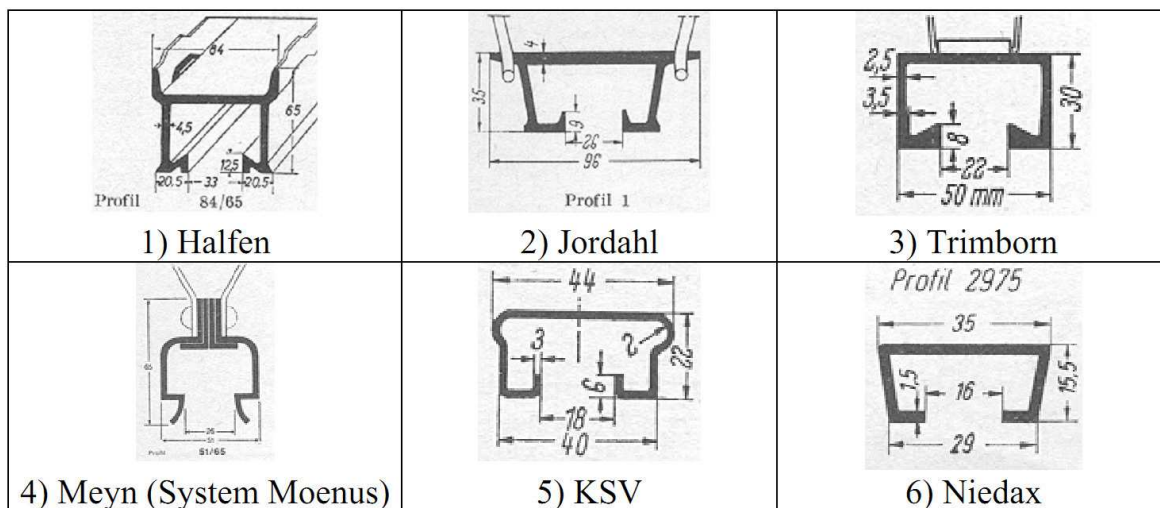 84
65
4,5
12,5
20,5 33 20,5
Profil 84/65
1) Halfen
4
35
9
26
96
Profil 1
2) Jordahl
2,5
3,5
30
8
22
50 mm
3) Trimborn
65
26
51
Profil 51/65
4) Meyn (System Moenus)
44
3
2
22
6
18
40
5) KSV
Profil 2975
35
1,5
16
15,5
29
6) Niedax